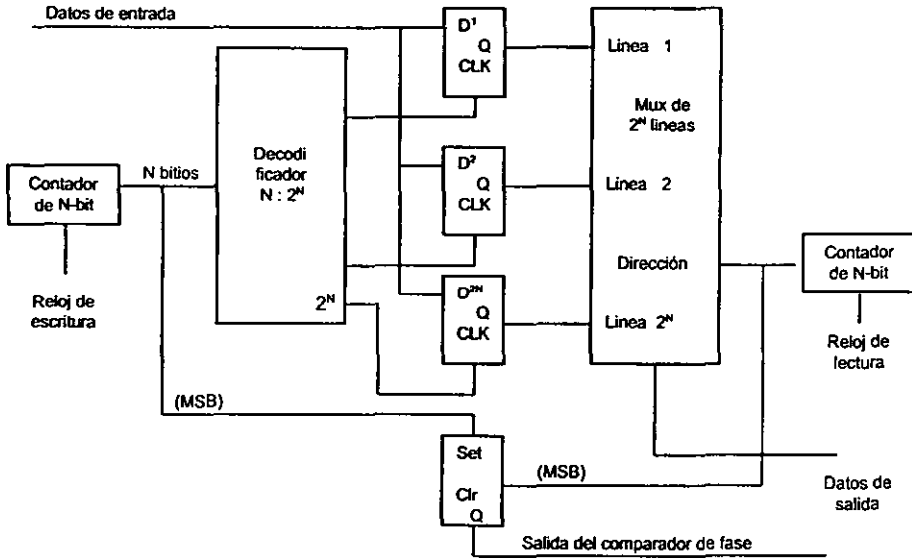 Datos de entrada
D¹
Q
CLK
Linea 1
Mux de
2ᴺ lineas
Decodi
ficador
N : 2ᴺ
N bitios
Contador
de N-bit
D²
Q
CLK
Linea 2
Dirección
Contador
de N-bit
Reloj de
escritura
2ᴺ
D²ᴺ
Q
CLK
Linea 2ᴺ
Reloj de
lectura
(MSB)
Set
Clr
Q
(MSB)
Datos de
salida
Salida del comparador de fase